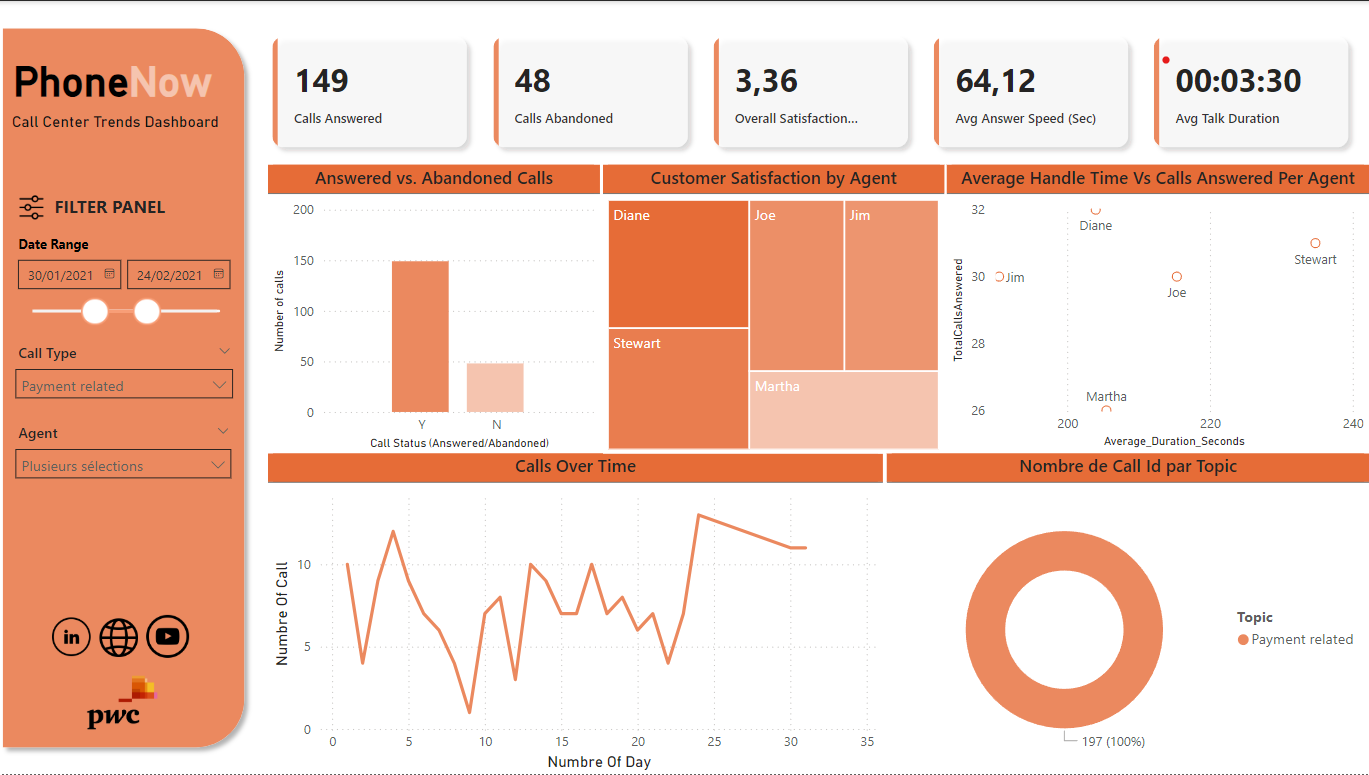 PhoneNow
Call Center Trends Dashboard
FILTER PANEL
Date Range
30/01/2021
24/02/2021
Call Type
Payment related
Agent
Plusieurs sélections
in
pwc
149
Calls Answered
48
Calls Abandoned
3,36
Overall Satisfaction...
64,12
Avg Answer Speed (Sec)
00:03:30
Avg Talk Duration
Answered vs. Abandoned Calls
Number of calls
200
150
100
50
0
Y
N
Call Status (Answered/Abandoned)
Customer Satisfaction by Agent
Diane
Joe
Jim
Stewart
Martha
Average Handle Time Vs Calls Answered Per Agent
TotalCallsAnswered
32
30
28
26
Diane
Stewart
Jim
Joe
Martha
200
220
240
Average_Duration_Seconds
Calls Over Time
Numbre Of Call
10
5
0
0
5
10
15
20
25
30
35
Numbre Of Day
Nombre de Call Id par Topic
Topic
Payment related
197 (100%)